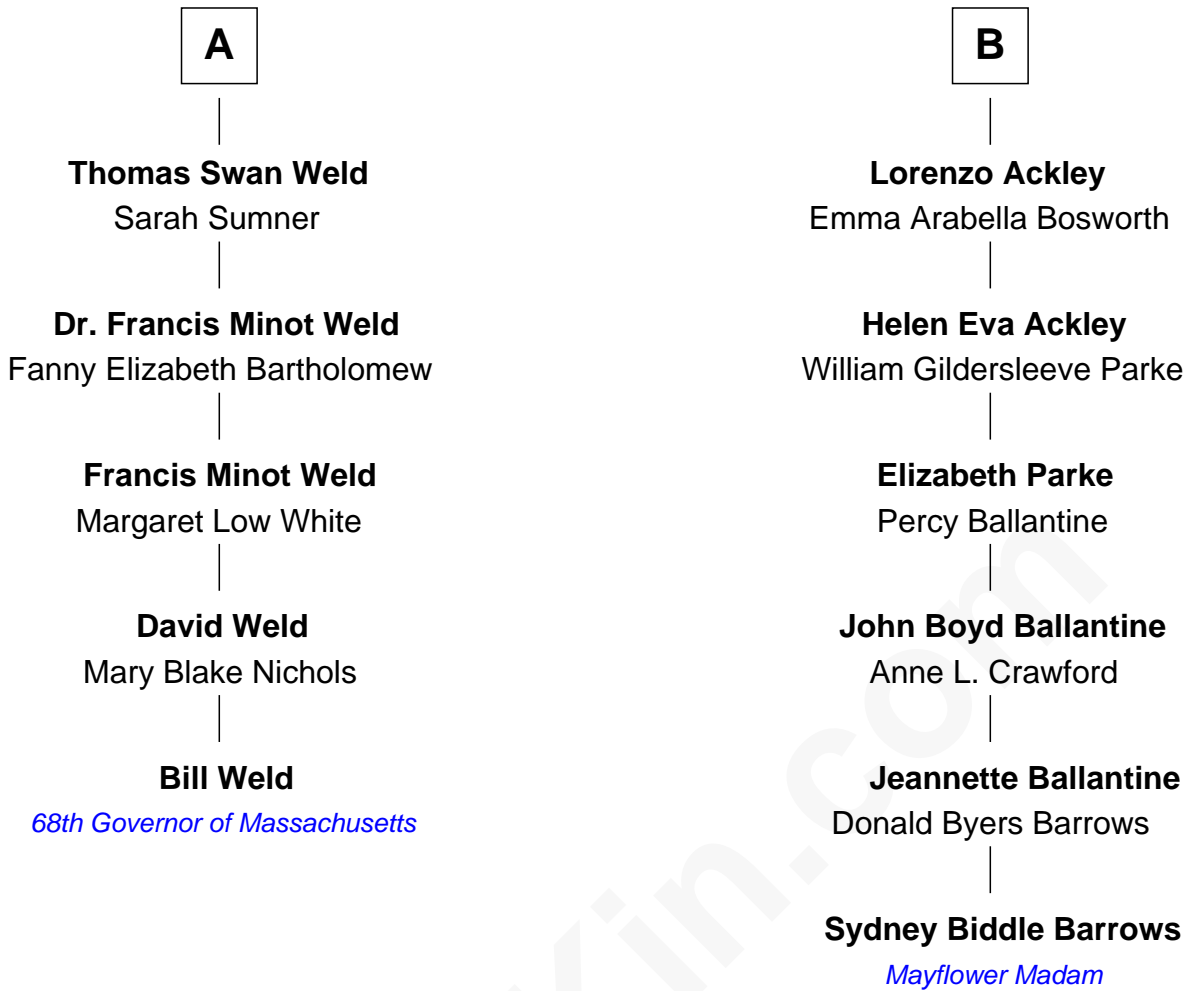 A
Thomas Swan Weld
Sarah Sumner
Dr. Francis Minot Weld
Fanny Elizabeth Bartholomew
Francis Minot Weld
Margaret Low White
David Weld
Mary Blake Nichols
Bill Weld
68th Governor of Massachusetts
B
Lorenzo Ackley
Emma Arabella Bosworth
Helen Eva Ackley
William Gildersleeve Parke
Elizabeth Parke
Percy Ballantine
John Boyd Ballantine
Anne L. Crawford
Jeannette Ballantine
Donald Byers Barrows
Sydney Biddle Barrows
Mayflower Madam
Kin.com